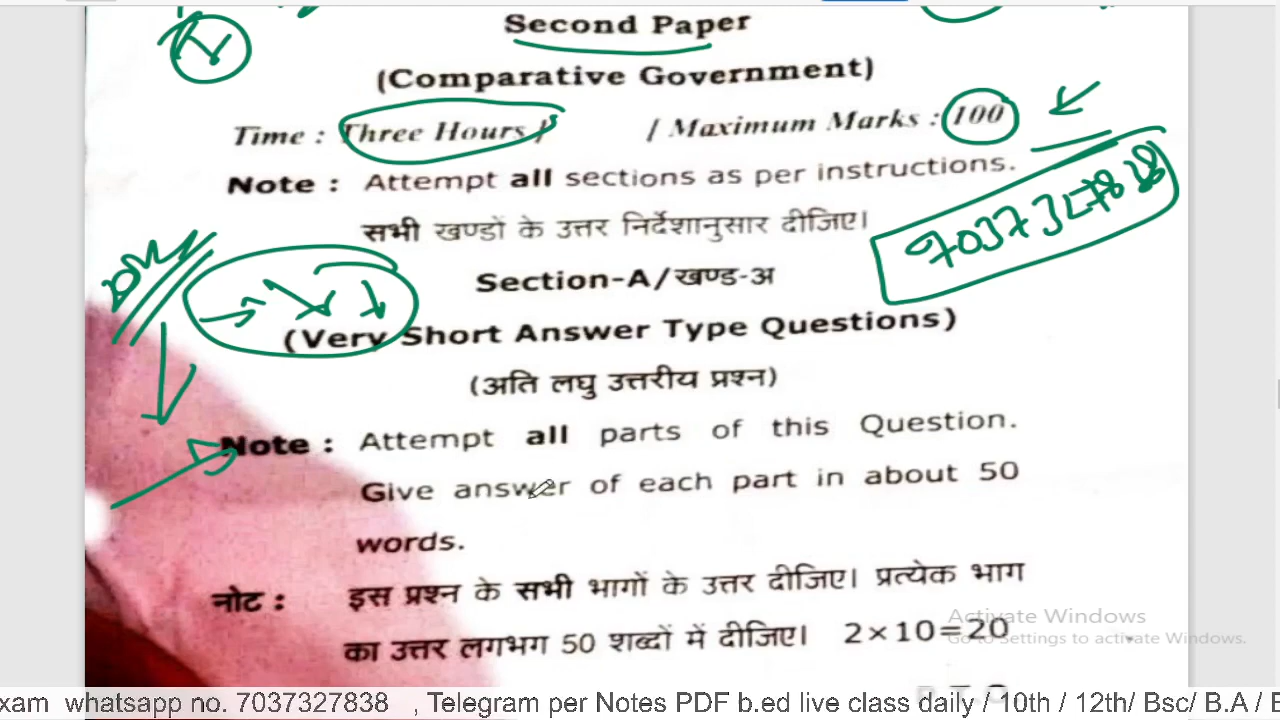 Second Paper
(Comparative Government)
Time : Three Hours ] [ Maximum Marks : 100
Note : Attempt all sections as per instructions.
सभी खण्डों के उत्तर निर्देशानुसार दीजिए।
7037327838
Section-A/खण्ड-अ
(Very Short Answer Type Questions)
(अति लघु उत्तरीय प्रश्न)
Note : Attempt all parts of this Question.
Give answer of each part in about 50
words.
नोट : इस प्रश्न के सभी भागों के उत्तर दीजिए। प्रत्येक भाग
का उत्तर लगभग 50 शब्दों में दीजिए। 2×10=20
Activate Windows
Go to Settings to activate Windows.
exam whatsapp no. 7037327838 , Telegram per Notes PDF b.ed live class daily / 10th / 12th/ Bsc/ B.A /